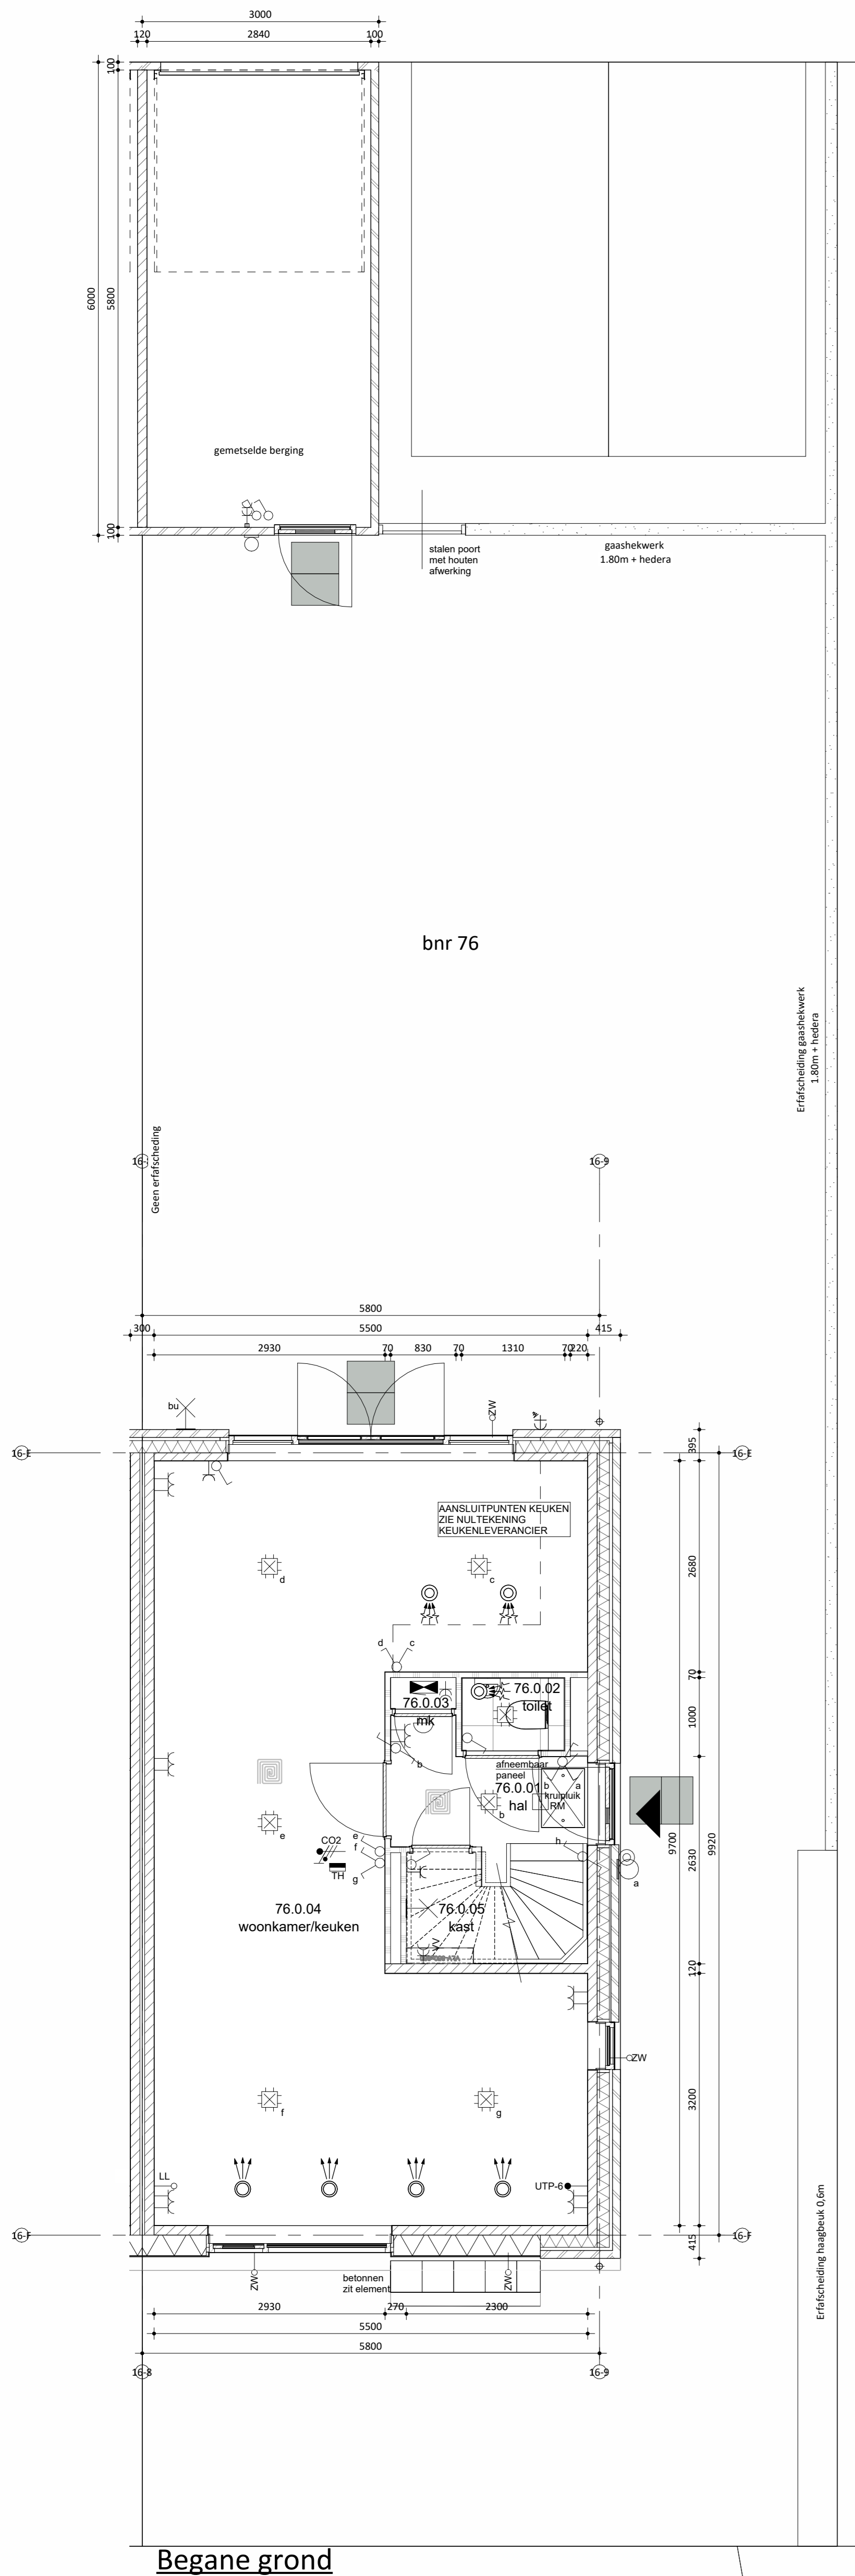 3000
120
2840
100
100
6000
5800
gemetselde berging
100
stalen poort
met houten
afwerking
gaashekwerk
1.80m + hedera
bnr 76
Erfafscheiding gaashekwerk
1.80m + hedera
Geen erfafscheding
16-
16-9
5800
300
5500
415
2930
70
830
70
1310
70
220
bu
ZW
16-E
16-E
395
AANSLUITPUNTEN KEUKEN
ZIE NULTEKENING
KEUKENLEVERANCIER
d
c
2680
d
c
70
76.0.03
mk
76.0.02
toilet
1000
b
afneembaar
paneel
76.0.01
hal
b
b
a
kruipluik
RM
e
CO2
TH
e
f
g
h
a
9700
2630
9920
76.0.04
woonkamer/keuken
76.0.05
kast
VV
120
ZW
f
g
3200
LL
UTP-6
16-F
16-F
415
ZW
betonnen
zit element
ZW
2930
270
2300
5500
5800
16-8
16-9
Erfafscheiding haagbeuk 0,6m
Begane grond